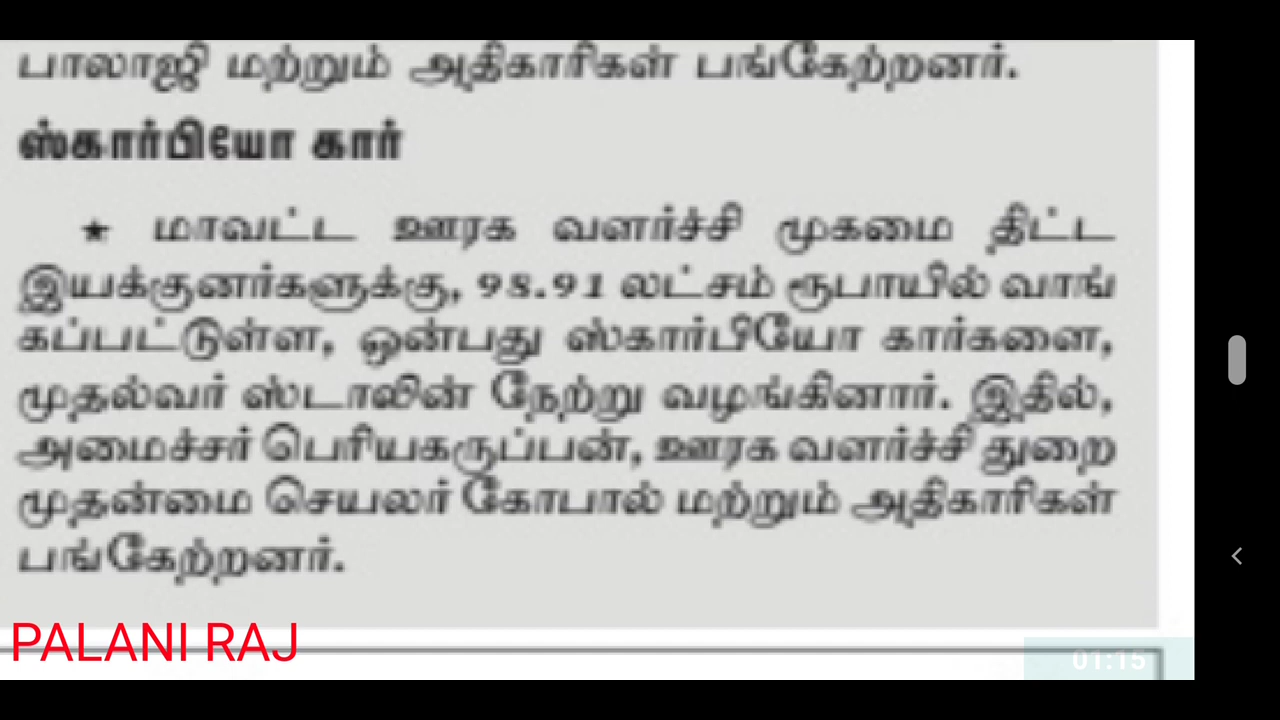 பாலாஜி மற்றும் அதிகாரிகள் பங்கேற்றனர்.
ஸ்கார்பியோ கார்
★ மாவட்ட ஊரக வளர்ச்சி முகமை திட்ட
இயக்குனர்களுக்கு, 98.91 லட்சம் ரூபாயில் வாங்
கப்பட்டுள்ள, ஒன்பது ஸ்கார்பியோ கார்களை,
முதல்வர் ஸ்டாலின் நேற்று வழங்கினார். இதில்,
அமைச்சர் பெரியகருப்பன், ஊரக வளர்ச்சி துறை
முதன்மை செயலர் கோபால் மற்றும் அதிகாரிகள்
பங்கேற்றனர்.
PALANI RAJ
01:15